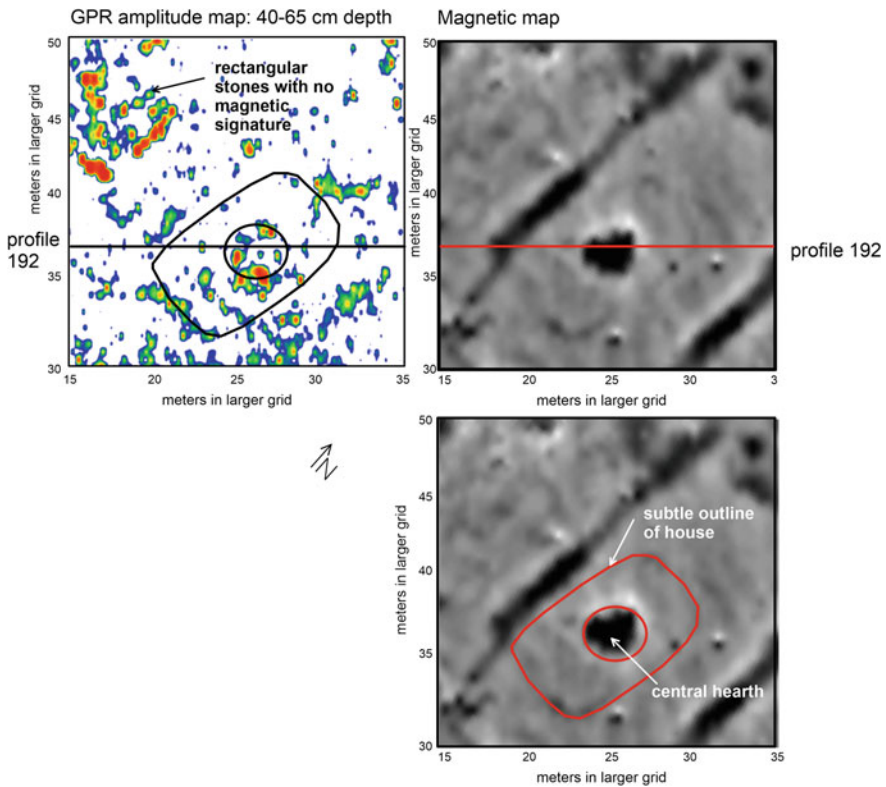 GPR amplitude map: 40-65 cm depth
50
45
40
35
30
meters in larger grid
rectangular
stones with no
magnetic
signature
profile
192
15
20
25
30
35
meters in larger grid
Magnetic map
50
45
40
35
30
meters in larger grid
profile 192
15
20
25
30
3
meters in larger grid
N
50
45
40
35
30
meters in larger grid
subtle outline
of house
central hearth
15
20
25
30
35
meters in larger grid